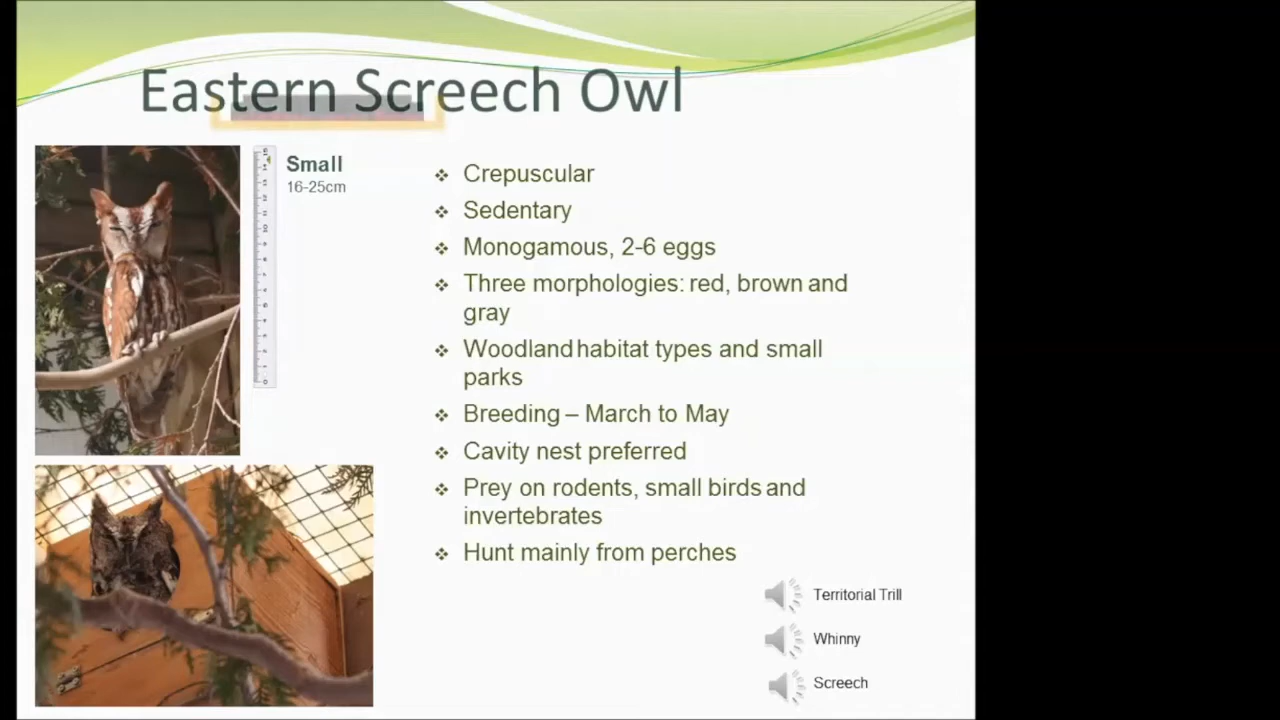 Eastern Screech Owl
Small
16-25cm
Crepuscular
Sedentary
Monogamous, 2-6 eggs
Three morphologies: red, brown and
gray
Woodland habitat types and small
parks
Breeding – March to May
Cavity nest preferred
Prey on rodents, small birds and
invertebrates
Hunt mainly from perches
Territorial Trill
Whinny
Screech